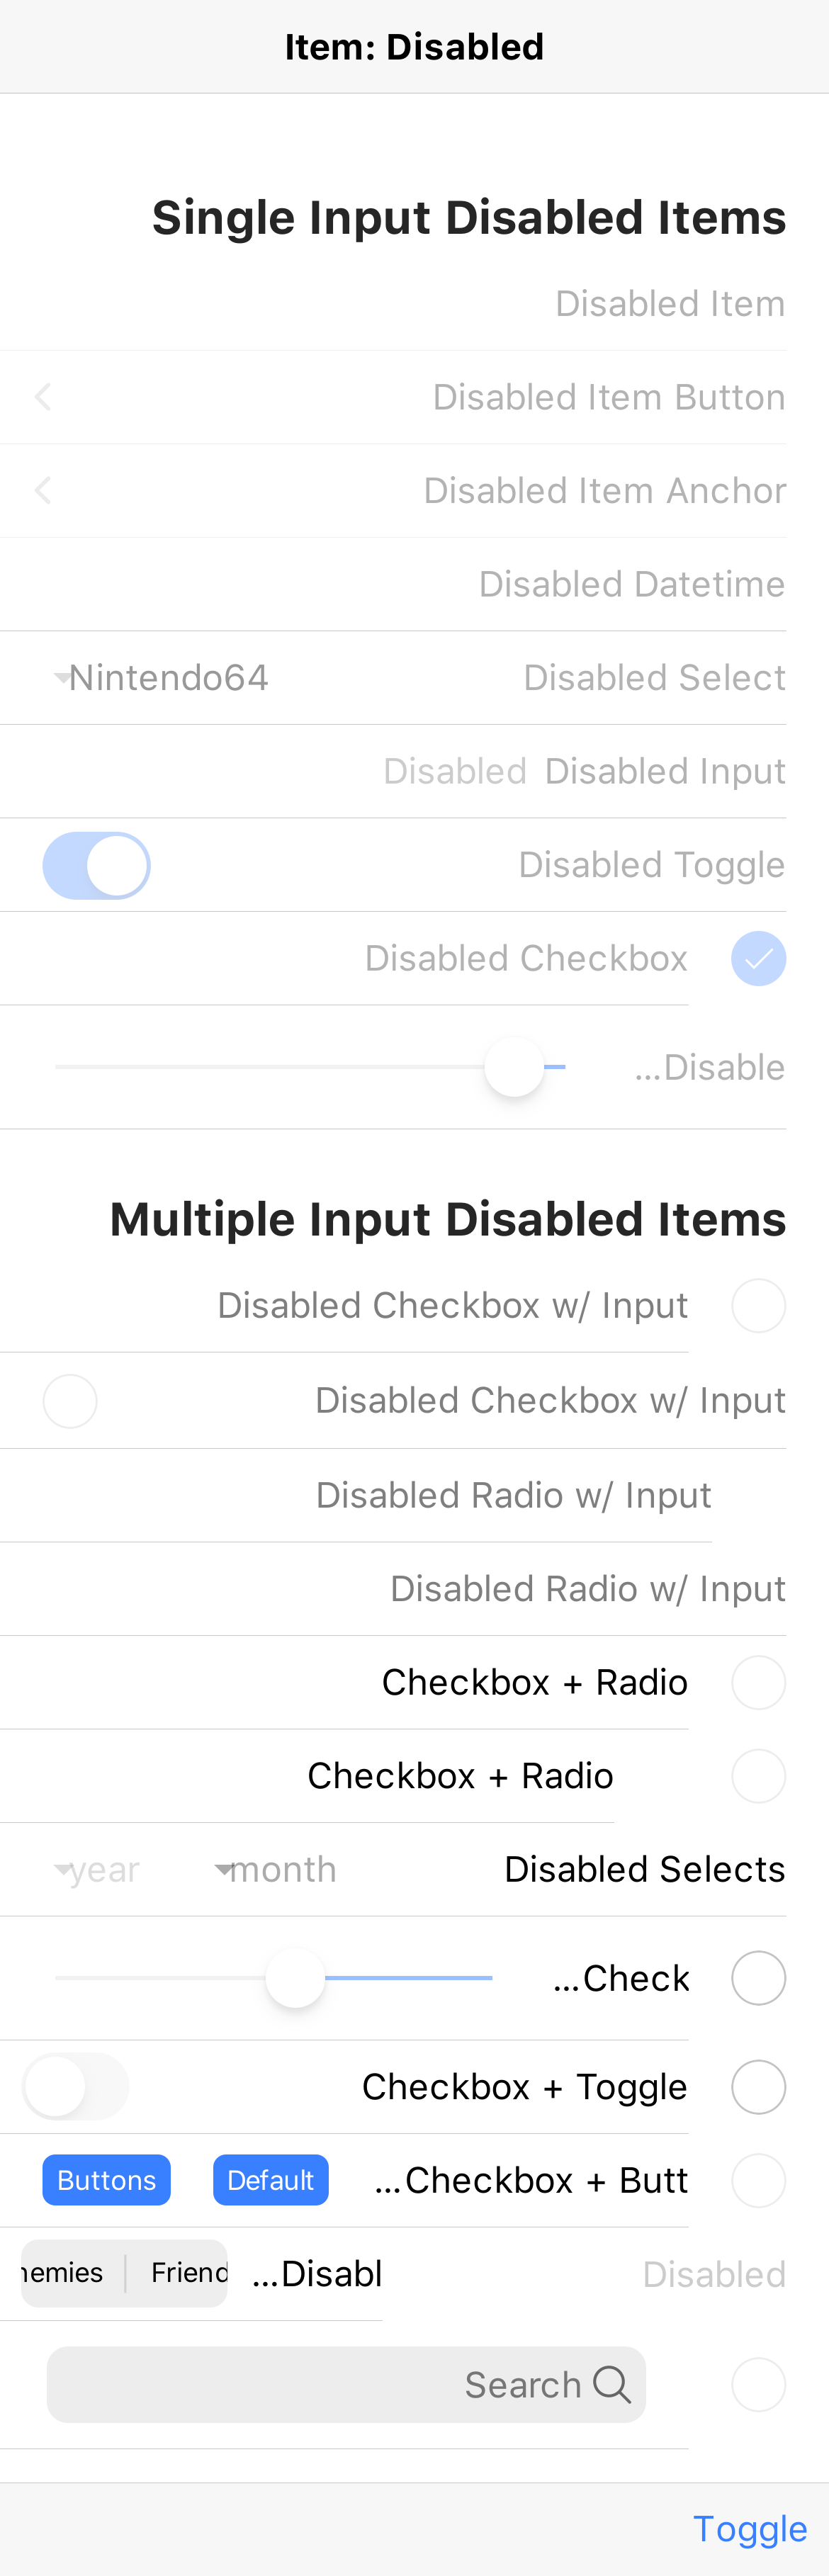 Item: Disabled
Single Input Disabled Items
Disabled Item
Disabled Item Button
Disabled Item Anchor
Disabled Datetime
Disabled Select Nintendo64
Disabled Input Disabled
Disabled Toggle
Disabled Checkbox
...Disable
Multiple Input Disabled Items
Disabled Checkbox w/ Input
Disabled Checkbox w/ Input
Disabled Radio w/ Input
Disabled Radio w/ Input
Checkbox + Radio
Checkbox + Radio
Disabled Selects month year
...Check
Checkbox + Toggle
...Checkbox + Butt Default Buttons
Disabled ...Disabl Friend nemies
Search
Toggle